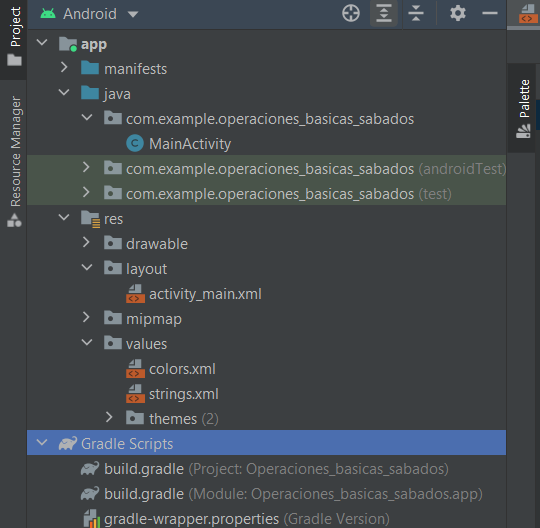 Project
Resource Manager
Android
app
manifests
java
com.example.operaciones_basicas_sabados
C MainActivity
com.example.operaciones_basicas_sabados (androidTest)
com.example.operaciones_basicas_sabados (test)
res
drawable
layout
activity_main.xml
mipmap
values
colors.xml
strings.xml
themes (2)
Gradle Scripts
build.gradle (Project: Operaciones_basicas_sabados)
build.gradle (Module: Operaciones_basicas_sabados.app)
gradle-wrapper.properties (Gradle Version)
Palette